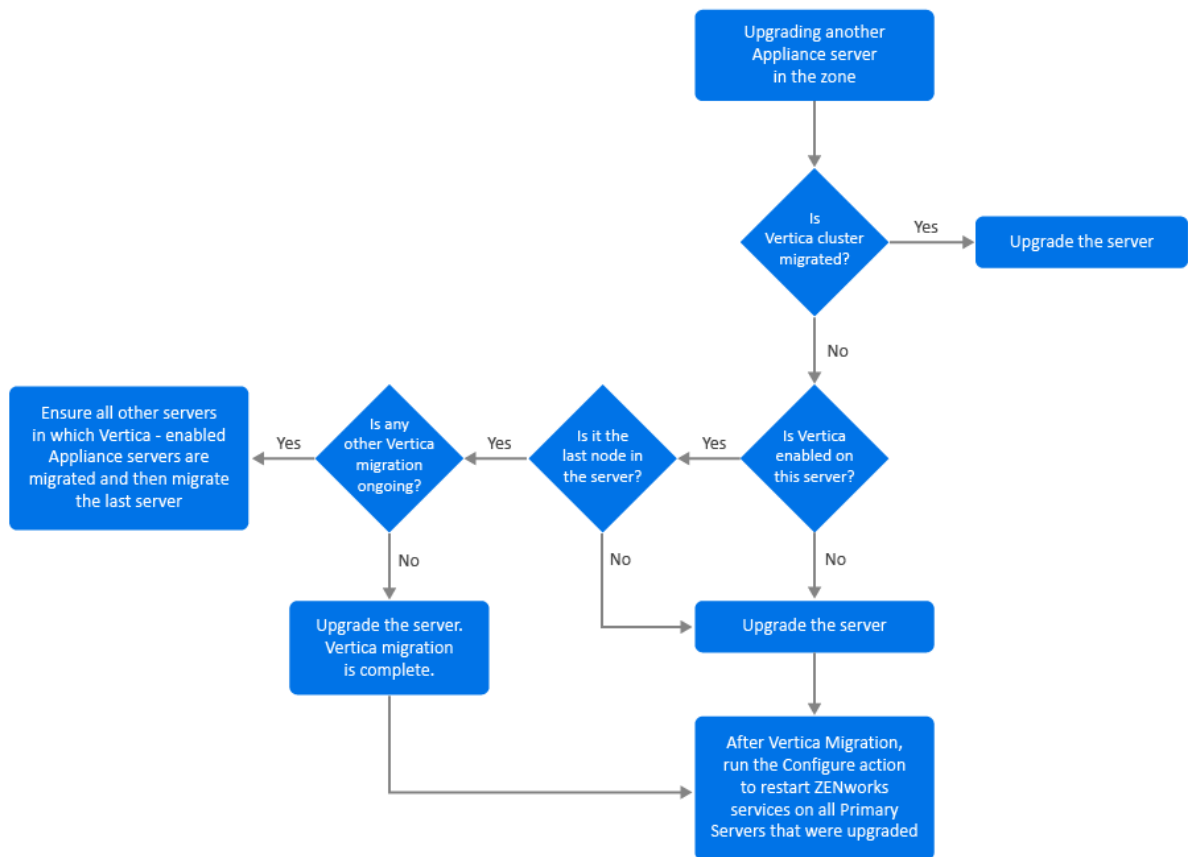 Upgrading another
Appliance server
in the zone
Is
Vertica cluster
migrated?
Yes
Upgrade the server
No
Ensure all other servers
in which Vertica - enabled
Appliance servers are
migrated and then migrate
the last server
Yes
Is any
other Vertica
migration
ongoing?
Yes
Is it the
last node in
the server?
Yes
Is Vertica
enabled on
this server?
No
No
No
Upgrade the server.
Vertica migration
is complete.
Upgrade the server
After Vertica Migration,
run the Configure action
to restart ZENworks
services on all Primary
Servers that were upgraded